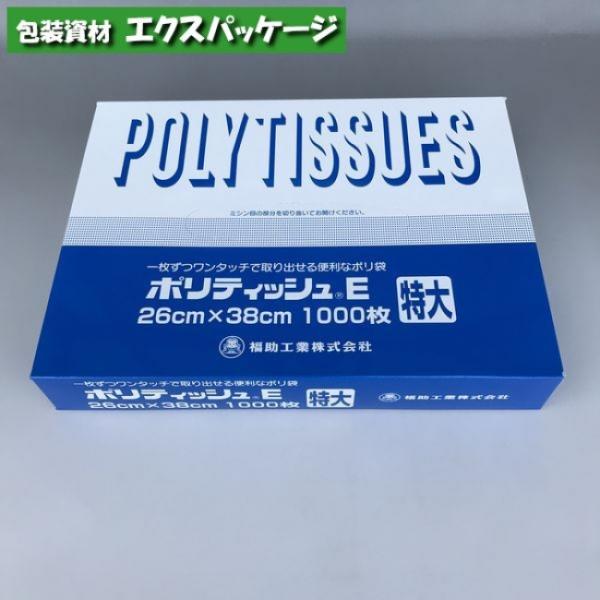 包装資材 エクスパッケージ
POLYTISSUES
ミシン目の部分を切り抜いてお開けください。
一枚ずつワンタッチで取り出せる便利なポリ袋
ポリティッシュ®E 特大
26cm×38cm 1000枚
福助工業株式会社
一枚ずつワンタッチで取り出せる便利なポリ袋
ポリティッシュ®E 特大
26cm×38cm 1000枚
福助工業株式会社